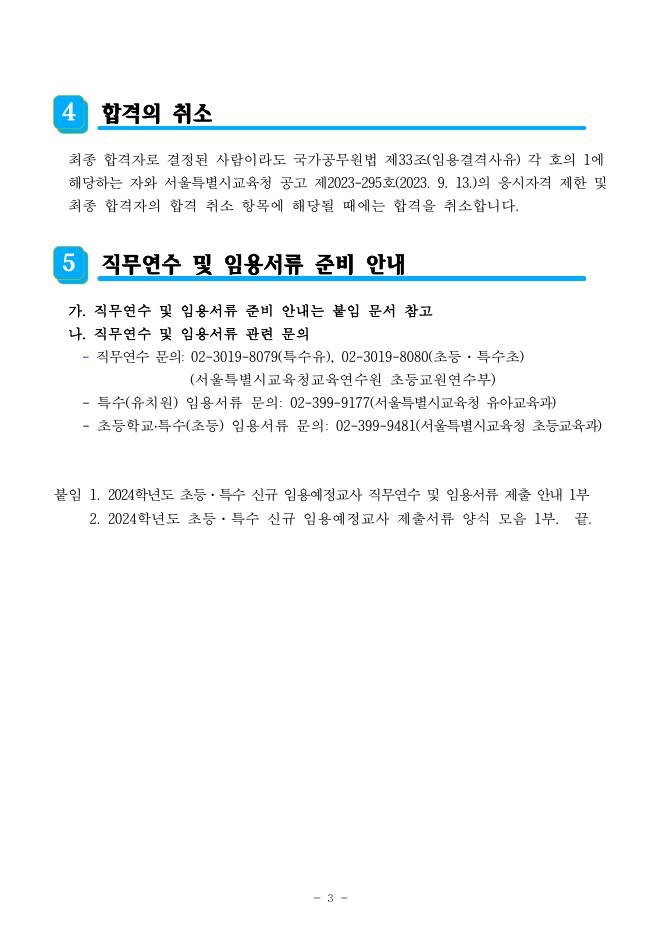 4 합격의 취소
최종 합격자로 결정된 사람이라도 국가공무원법 제33조(임용결격사유) 각 호의 1에
해당하는 자와 서울특별시교육청 공고 제2023-295호(2023. 9. 13.)의 응시자격 제한 및
최종 합격자의 합격 취소 항목에 해당될 때에는 합격을 취소합니다.
5 직무연수 및 임용서류 준비 안내
가. 직무연수 및 임용서류 준비 안내는 붙임 문서 참고
나. 직무연수 및 임용서류 관련 문의
- 직무연수 문의: 02-3019-8079(특수유), 02-3019-8080(초등·특수초)
(서울특별시교육청교육연수원 초등교원연수부)
- 특수(유치원) 임용서류 문의: 02-399-9177(서울특별시교육청 유아교육과)
- 초등학교·특수(초등) 임용서류 문의: 02-399-9481(서울특별시교육청 초등교육과)
붙임 1. 2024학년도 초등·특수 신규 임용예정교사 직무연수 및 임용서류 제출 안내 1부
2. 2024학년도 초등·특수 신규 임용예정교사 제출서류 양식 모음 1부. 끝.
- 3 -